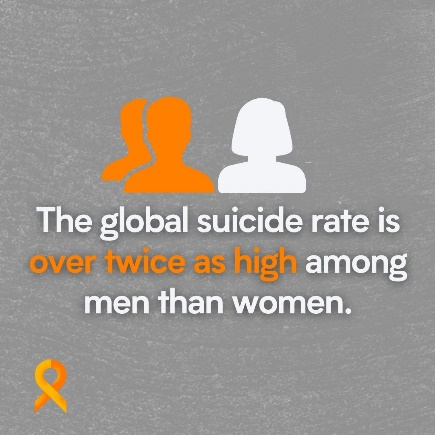 The global suicide rate is
over twice as high among
men than women.